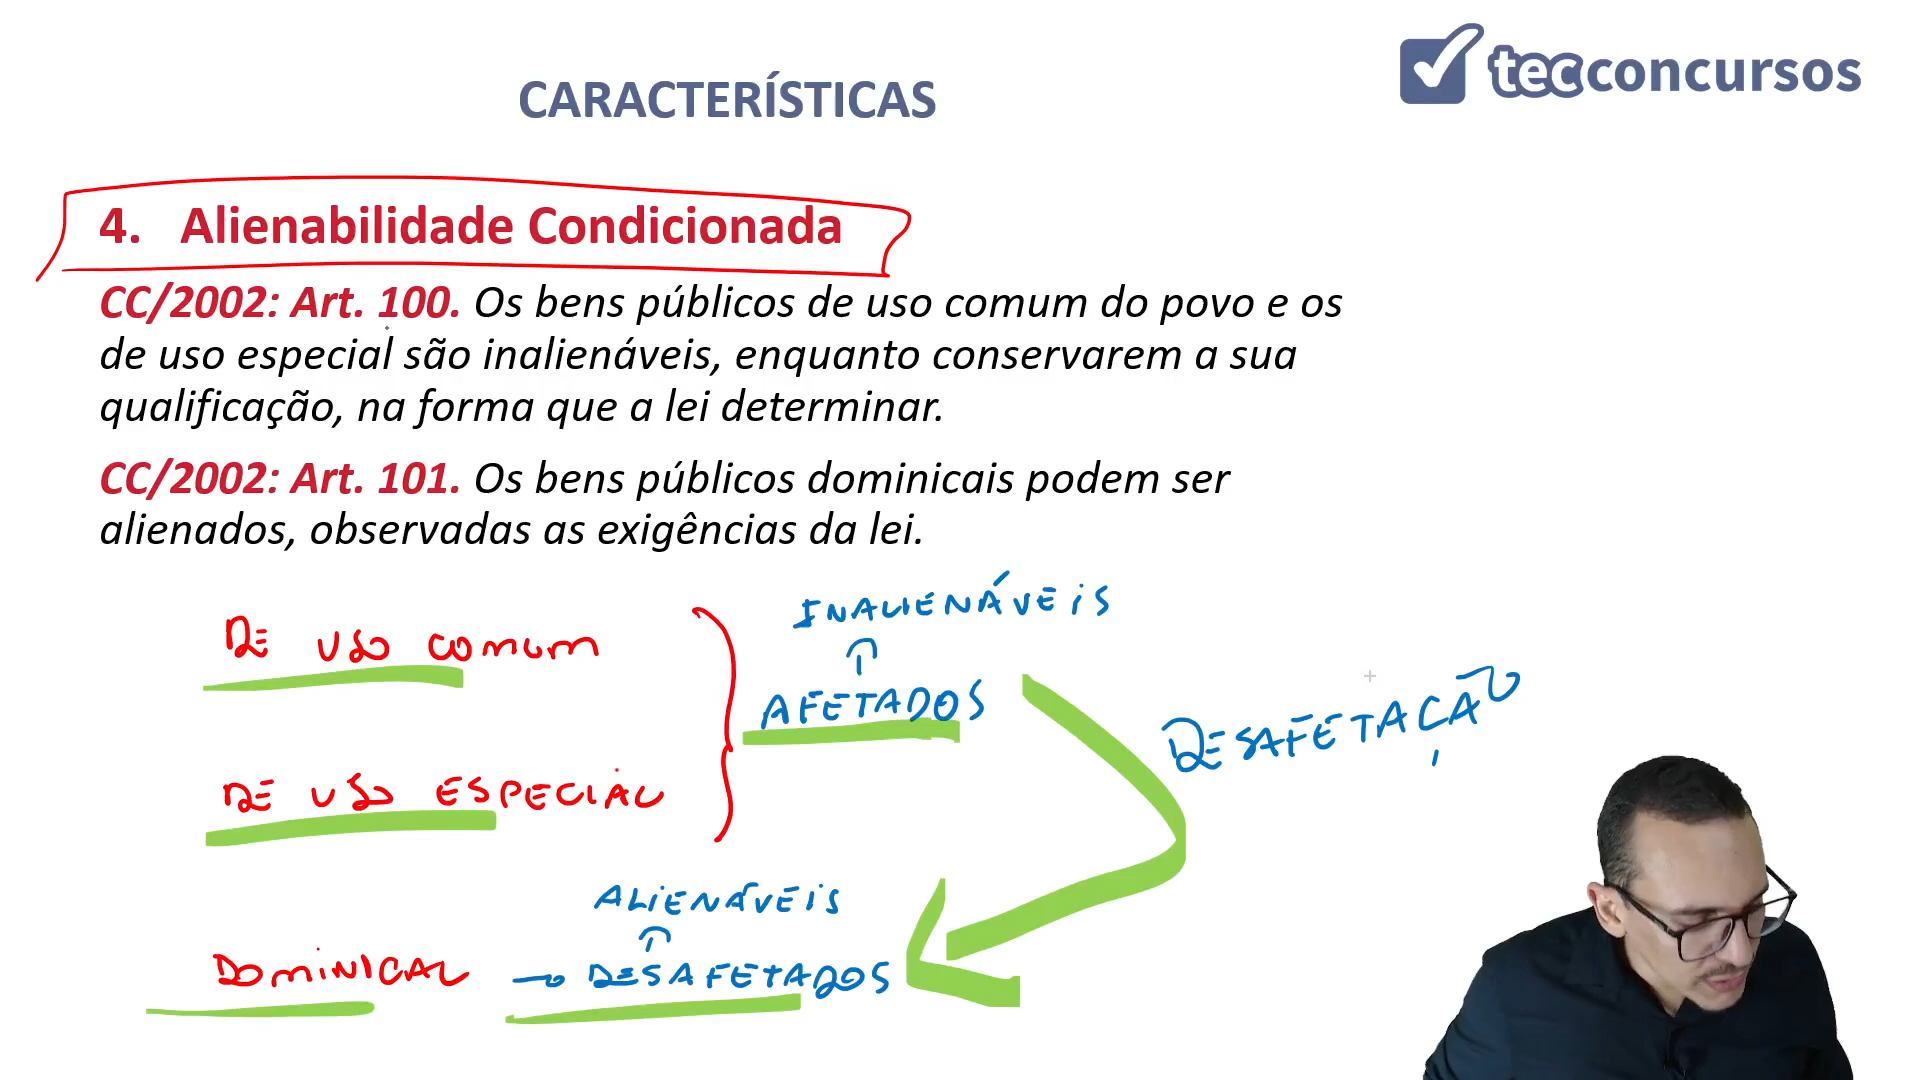 tecconcursos
CARACTERÍSTICAS
4. Alienabilidade Condicionada
CC/2002: Art. 100. Os bens públicos de uso comum do povo e os
de uso especial são inalienáveis, enquanto conservarem a sua
qualificação, na forma que a lei determinar.
CC/2002: Art. 101. Os bens públicos dominicais podem ser
alienados, observadas as exigências da lei.
INALIENÁVEIS
DE USO COMUM
AFETADOS
DESAFETAÇÃO
DE USO ESPECIAL
ALIENÁVEIS
DOMINICAL → DESAFETADOS